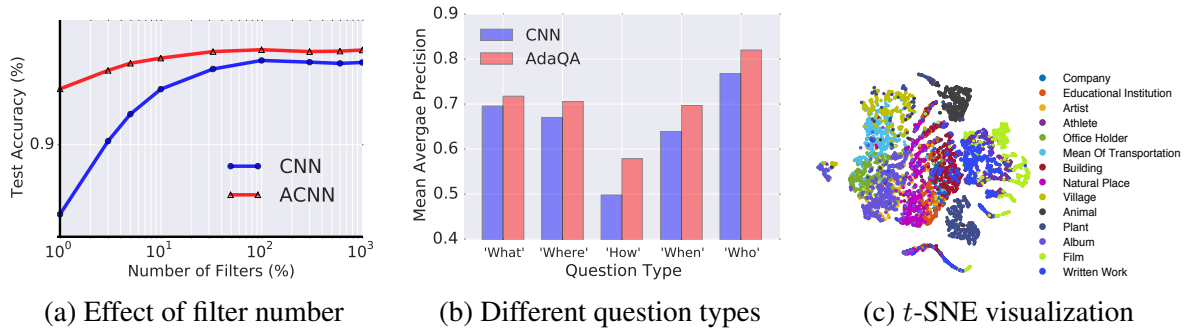 Test Accuracy (%)
0.9
CNN
ACNN
10^0 10^1 10^2 10^3
Number of Filters (%)
(a) Effect of filter number
Mean Avergae Precision
0.9
0.8
0.7
0.6
0.5
0.4
CNN
AdaQA
'What' 'Where' 'How' 'When' 'Who'
Question Type
(b) Different question types
Company
Educational Institution
Artist
Athlete
Office Holder
Mean Of Transportation
Building
Natural Place
Village
Animal
Plant
Album
Film
Written Work
(c) t-SNE visualization